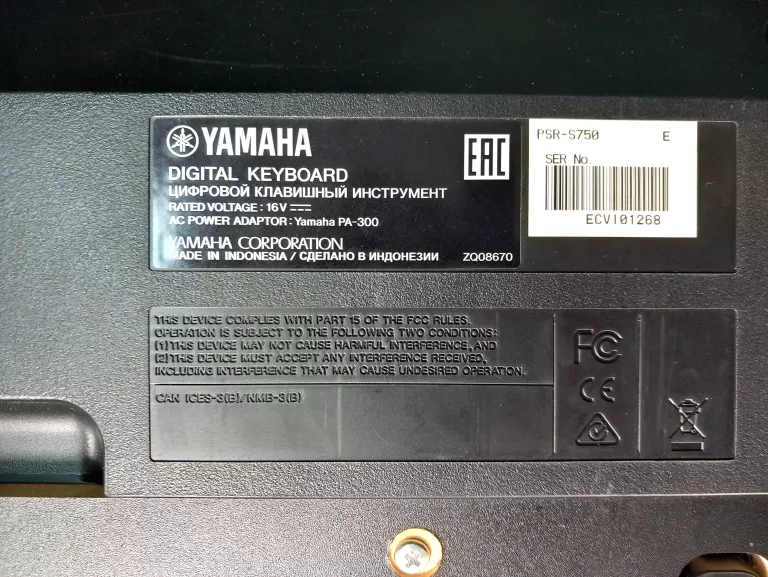 YAMAHA
DIGITAL KEYBOARD
ЦИФРОВОЙ КЛАВИШНЫЙ ИНСТРУМЕНТ
RATED VOLTAGE : 16V
AC POWER ADAPTOR : Yamaha PA-300
YAMAHA CORPORATION
MADE IN INDONESIA / СДЕЛАНО В ИНДОНЕЗИИ
ZQ08670
EAC
PSR-S750 E
SER No.
ECVI01268
THIS DEVICE COMPLIES WITH PART 15 OF THE FCC RULES.
OPERATION IS SUBJECT TO THE FOLLOWING TWO CONDITIONS:
(1) THIS DEVICE MAY NOT CAUSE HARMFUL INTERFERENCE, AND
(2) THIS DEVICE MUST ACCEPT ANY INTERFERENCE RECEIVED,
INCLUDING INTERFERENCE THAT MAY CAUSE UNDESIRED OPERATION.
CAN ICES-3(B)/NMB-3(B)
FC
CE